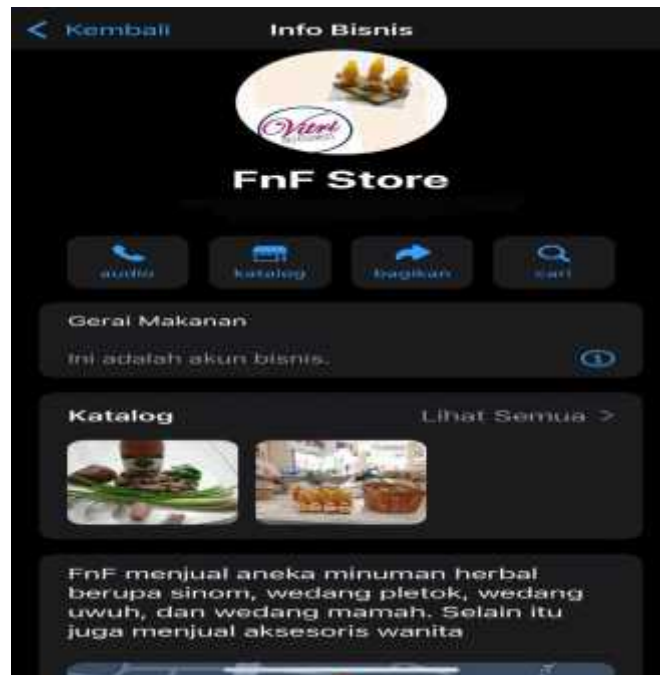 Kembali
Info Bisnis
Vitri
FnF Store
audio
katalog
bagikan
cari
Gerai Makanan
Ini adalah akun bisnis.
Katalog
Lihat Semua >
FnF menjual aneka minuman herbal
berupa sinom, wedang pletok, wedang
uwuh, dan wedang mamah. Selain itu
juga menjual aksesoris wanita